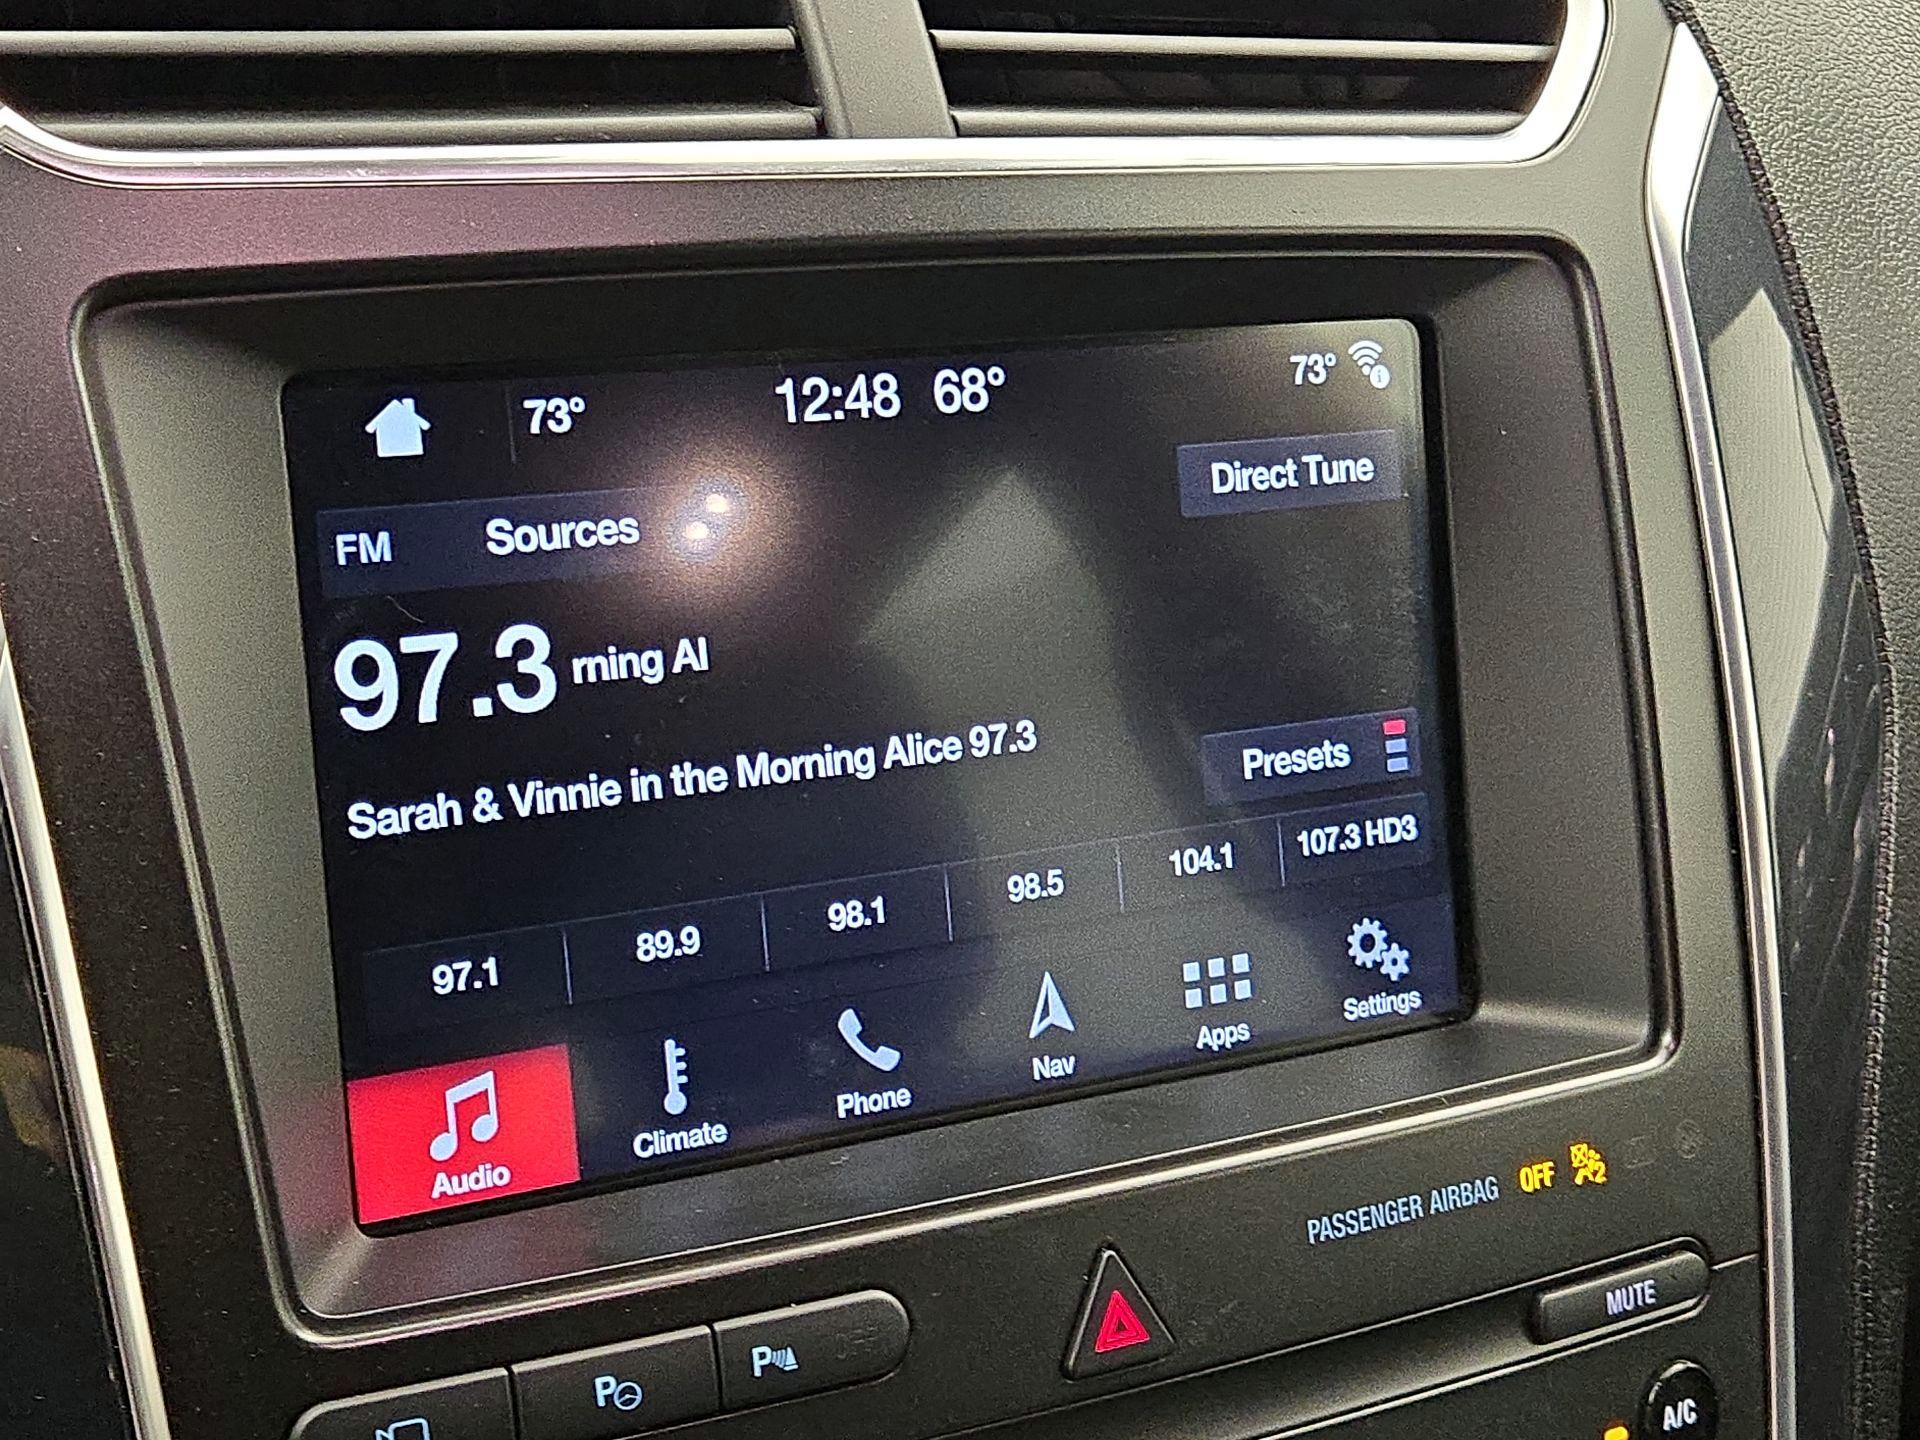 73°
12:48 68°
73°
FM Sources
Direct Tune
97.3 rning Al
Sarah & Vinnie in the Morning Alice 97.3
Presets
97.1 89.9 98.1 98.5 104.1 107.3 HD3
Audio Climate Phone Nav Apps Settings
PASSENGER AIRBAG OFF
MUTE
P P
A/C